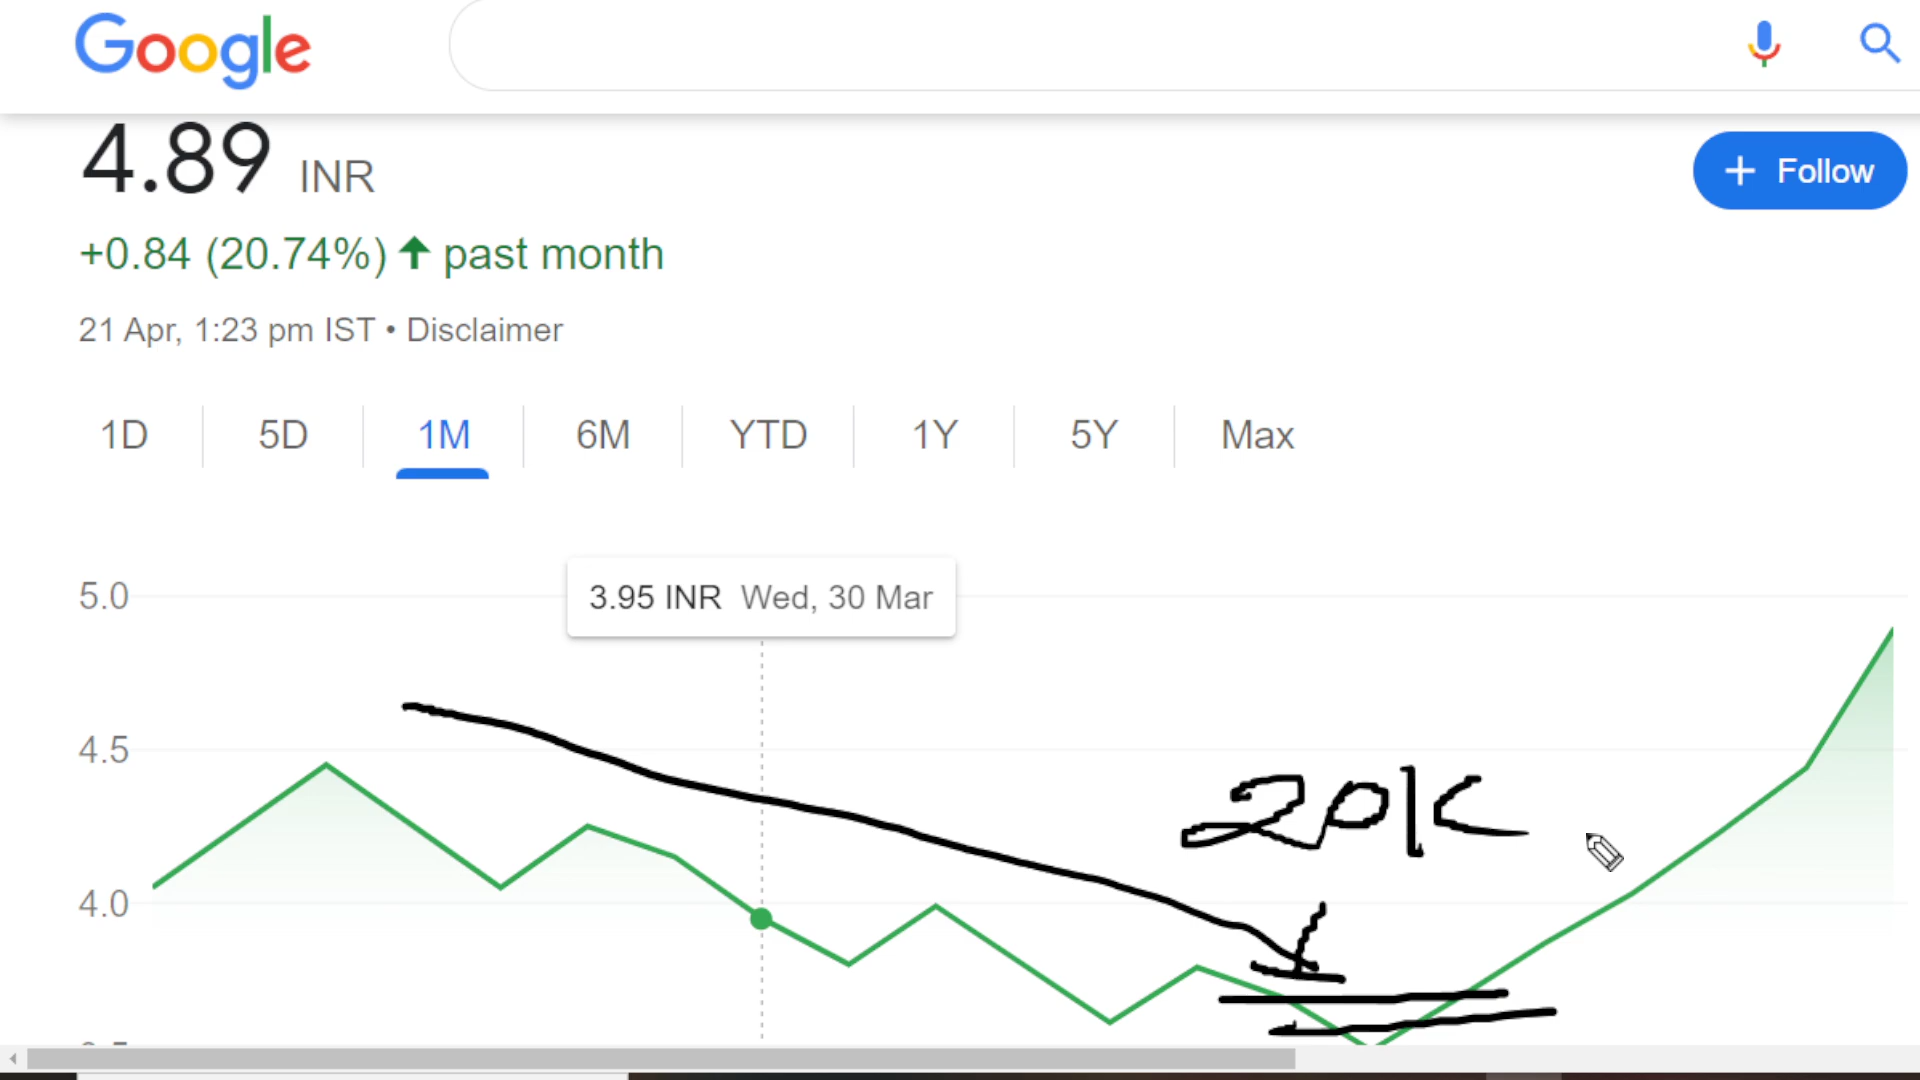 Google
4.89 INR
+ Follow
+0.84 (20.74%) past month
21 Apr, 1:23 pm IST • Disclaimer
1D 5D 1M 6M YTD 1Y 5Y Max
5.0
3.95 INR Wed, 30 Mar
4.5
20K
4.0